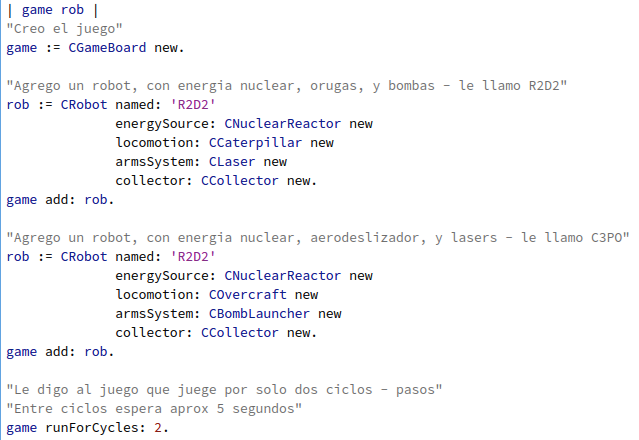 | game rob |
"Creo el juego"
game := CGameBoard new.
"Agrego un robot, con energia nuclear, orugas, y bombas - le llamo R2D2"
rob := CRobot named: 'R2D2'
energySource: CNuclearReactor new
locomotion: CCaterpillar new
armsSystem: CLaser new
collector: CCollector new.
game add: rob.
"Agrego un robot, con energia nuclear, aerodeslizador, y lasers - le llamo C3PO"
rob := CRobot named: 'R2D2'
energySource: CNuclearReactor new
locomotion: COvercraft new
armsSystem: CBombLauncher new
collector: CCollector new.
game add: rob.
"Le digo al juego que juege por solo dos ciclos - pasos"
"Entre ciclos espera aprox 5 segundos"
game runForCycles: 2.